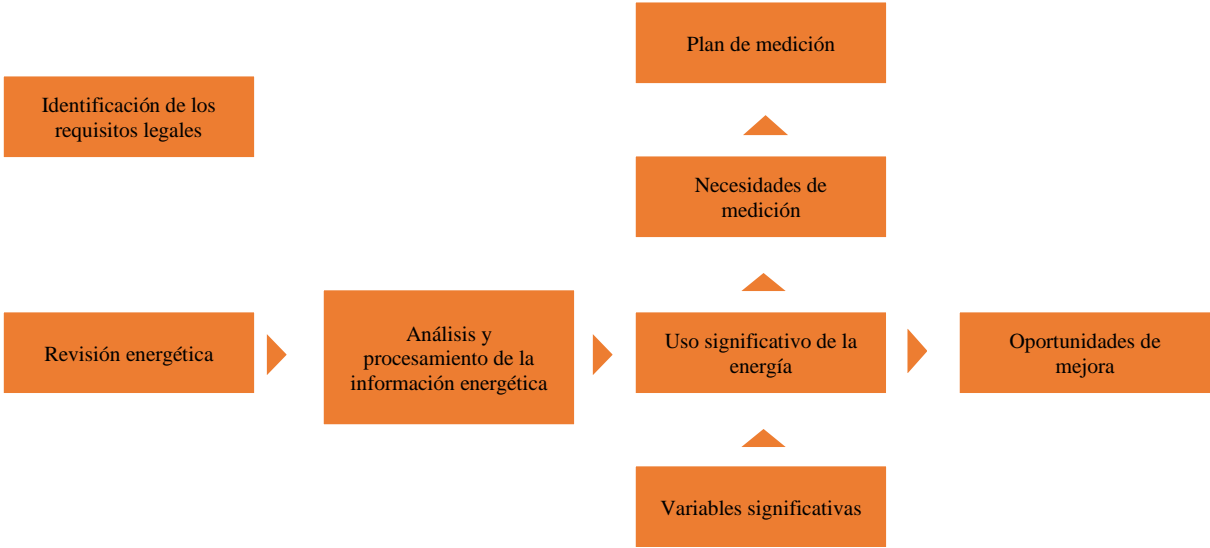 Plan de medición
Identificación de los
requisitos legales
Necesidades de
medición
Revisión energética
Análisis y
procesamiento de la
información energética
Uso significativo de la
energía
Oportunidades de
mejora
Variables significativas